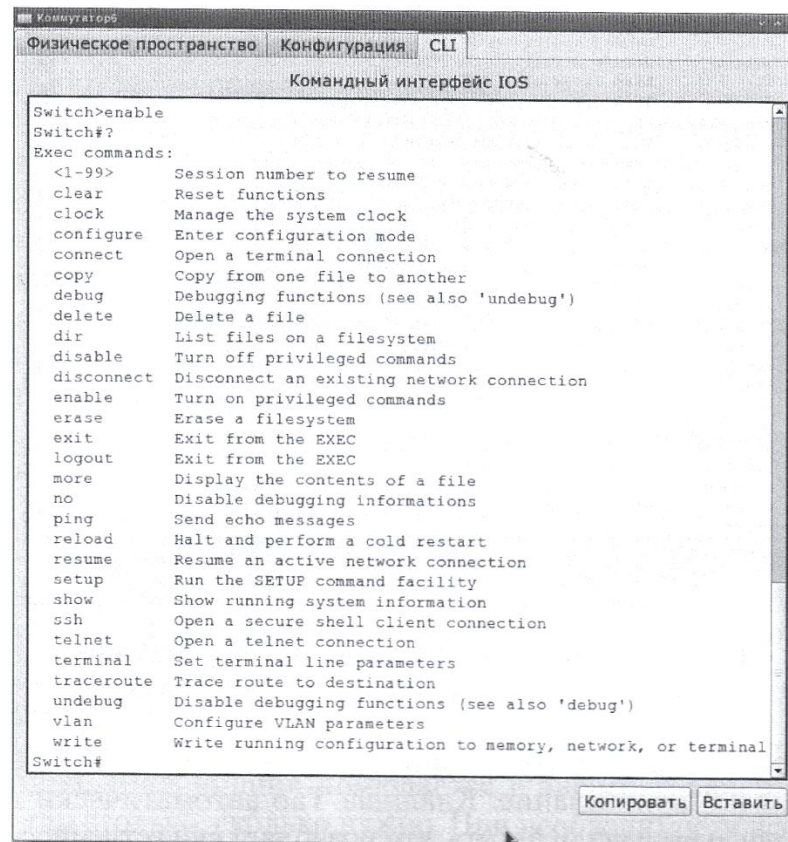 Коммутатор6
Физическое пространство Конфигурация CLI
Командный интерфейс IOS
Switch>enable
Switch#?
Exec commands:
<1-99> Session number to resume
clear Reset functions
clock Manage the system clock
configure Enter configuration mode
connect Open a terminal connection
copy Copy from one file to another
debug Debugging functions (see also 'undebug')
delete Delete a file
dir List files on a filesystem
disable Turn off privileged commands
disconnect Disconnect an existing network connection
enable Turn on privileged commands
erase Erase a filesystem
exit Exit from the EXEC
logout Exit from the EXEC
more Display the contents of a file
no Disable debugging informations
ping Send echo messages
reload Halt and perform a cold restart
resume Resume an active network connection
setup Run the SETUP command facility
show Show running system information
ssh Open a secure shell client connection
telnet Open a telnet connection
terminal Set terminal line parameters
traceroute Trace route to destination
undebug Disable debugging functions (see also 'debug')
vlan Configure VLAN parameters
write Write running configuration to memory, network, or terminal
Switch#
Копировать Вставить